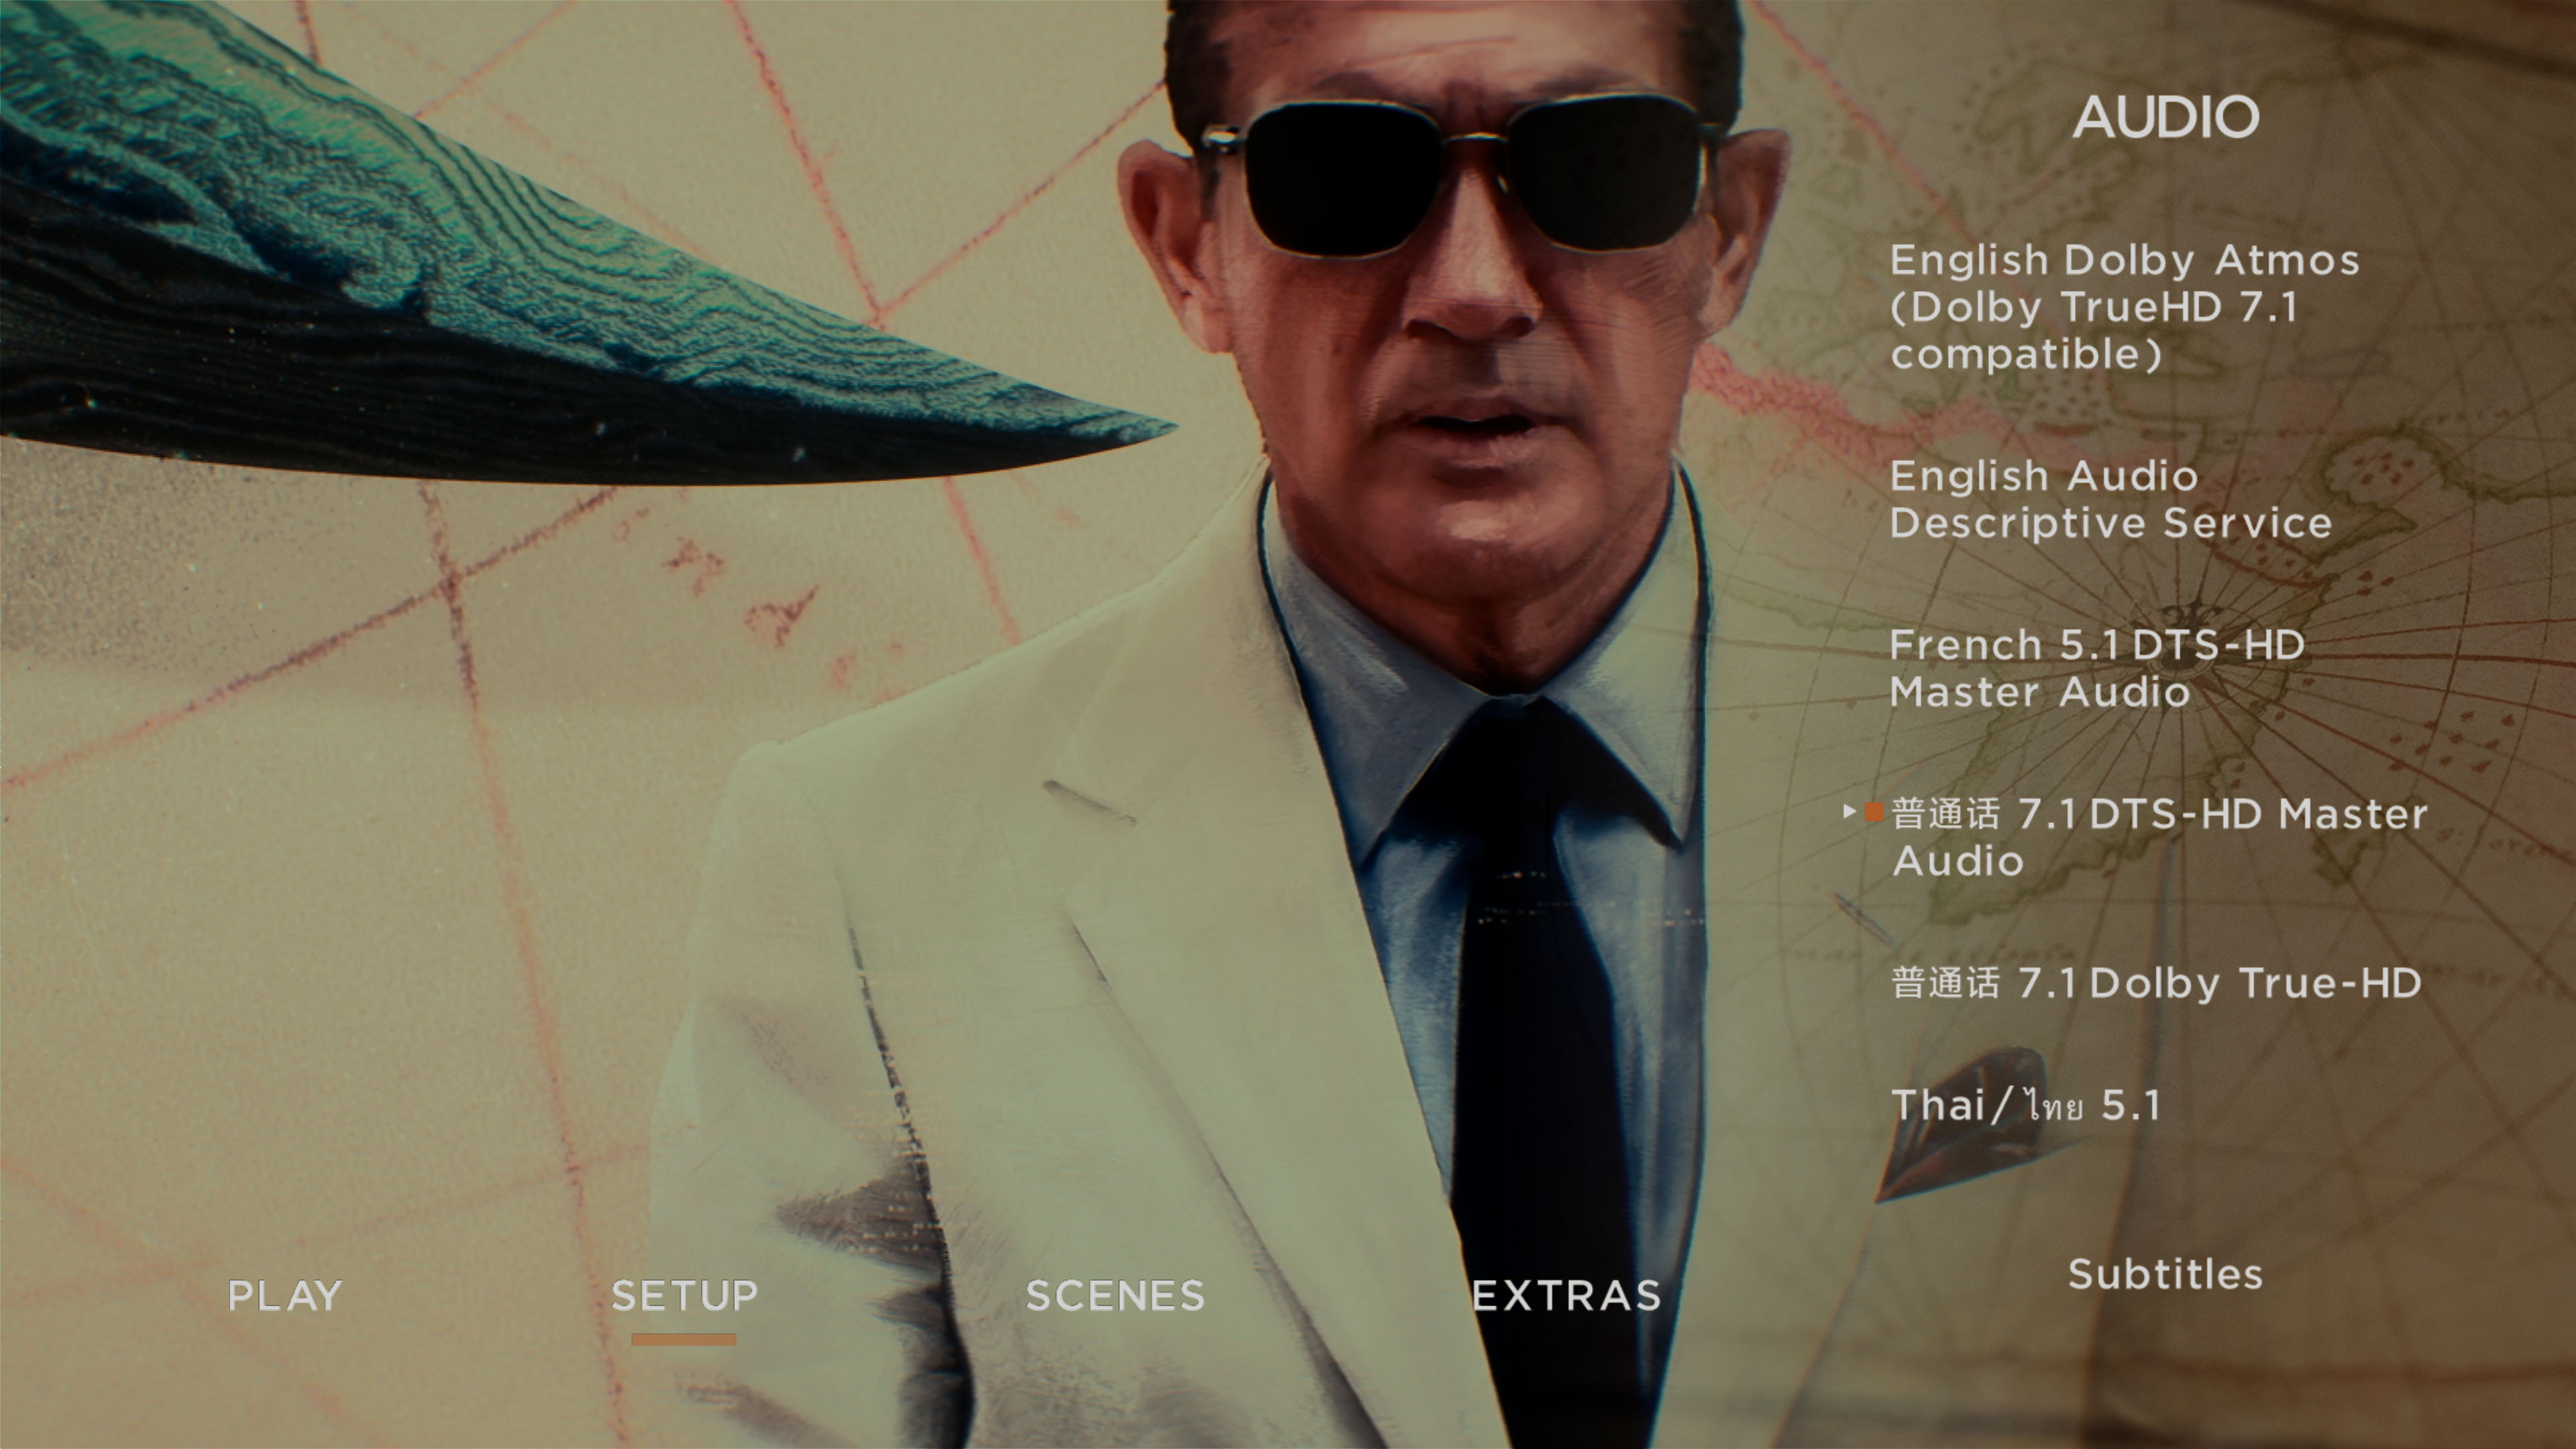 AUDIO
English Dolby Atmos
(Dolby TrueHD 7.1
compatible)
English Audio
Descriptive Service
French 5.1 DTS-HD
Master Audio
普通话 7.1 DTS-HD Master
Audio
普通话 7.1 Dolby True-HD
Thai/ไทย 5.1
Subtitles
PLAY
SETUP
SCENES
EXTRAS